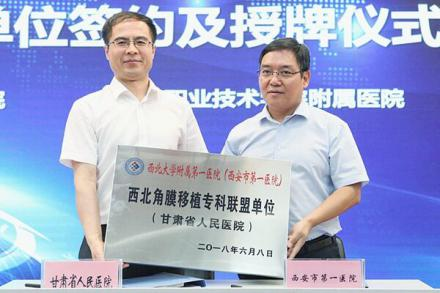 单位签约及授牌仪式
院
职业技术学院附属医院
西北大学附属第一医院(西安市第一医院)
西北角膜移植专科联盟单位
(甘肃省人民医院)
二〇一八年六月八日
甘肃省人民医院
西安市第一医院